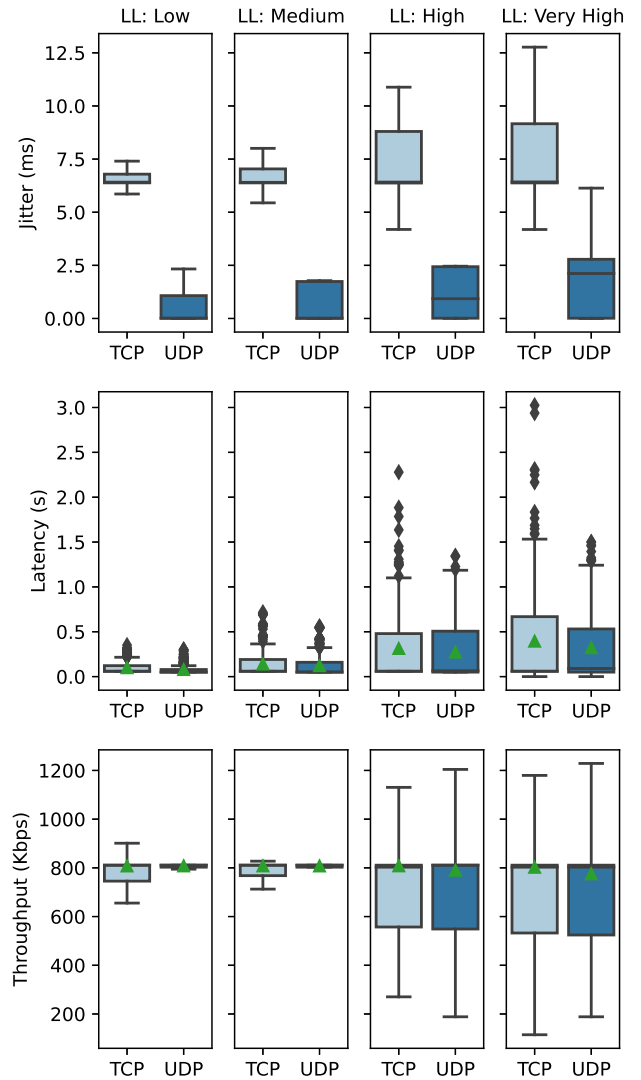 LL: Low LL: Medium LL: High LL: Very High
Jitter (ms)
12.5
10.0
7.5
5.0
2.5
0.00
TCP UDP TCP UDP TCP UDP TCP UDP
Latency (s)
3.0
2.5
2.0
1.5
1.0
0.5
0.0
TCP UDP TCP UDP TCP UDP TCP UDP
Throughput (Kbps)
1200
1000
800
600
400
200
TCP UDP TCP UDP TCP UDP TCP UDP